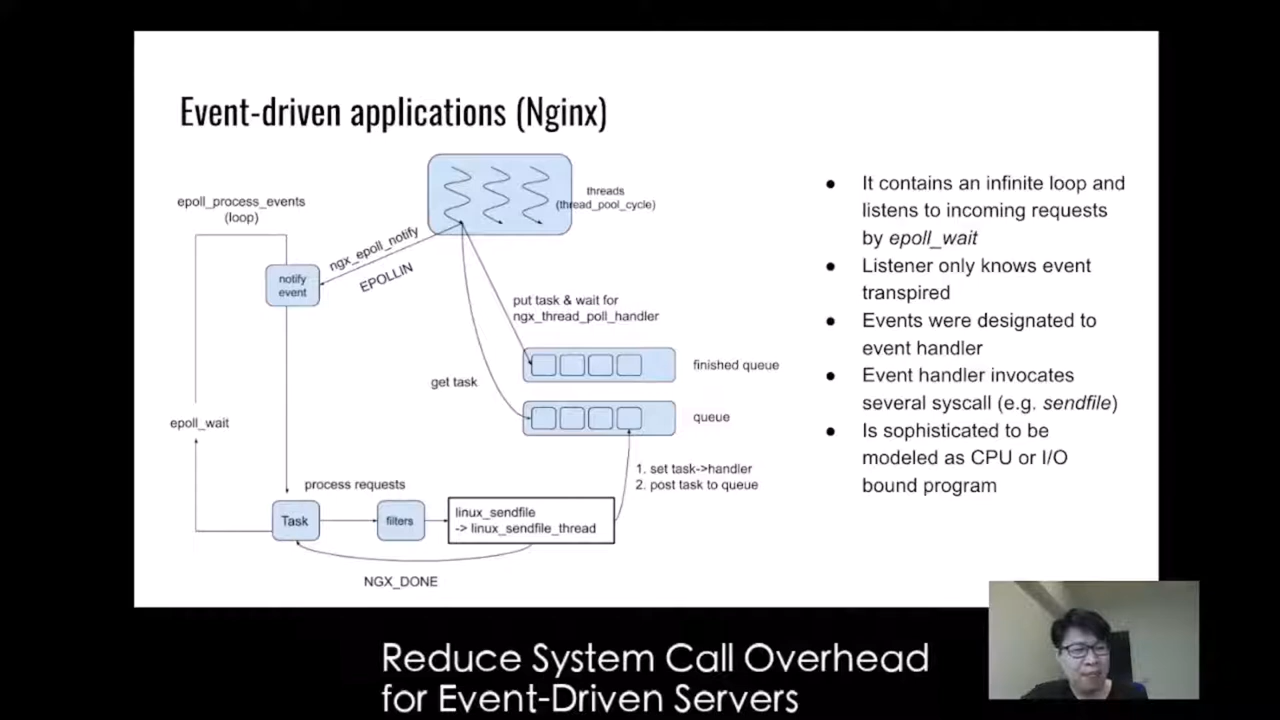 Event-driven applications (Nginx)
epoll_process_events
(loop)
threads
(thread_pool_cycle)
ngx_epoll_notify
EPOLLIN
notify
event
put task & wait for
ngx_thread_poll_handler
finished queue
get task
queue
epoll_wait
1. set task->handler
2. post task to queue
process requests
Task
filters
linux_sendfile
-> linux_sendfile_thread
NGX_DONE
● It contains an infinite loop and
listens to incoming requests
by epoll_wait
● Listener only knows event
transpired
● Events were designated to
event handler
● Event handler invocates
several syscall (e.g. sendfile)
● Is sophisticated to be
modeled as CPU or I/O
bound program
Reduce System Call Overhead
for Event-Driven Servers